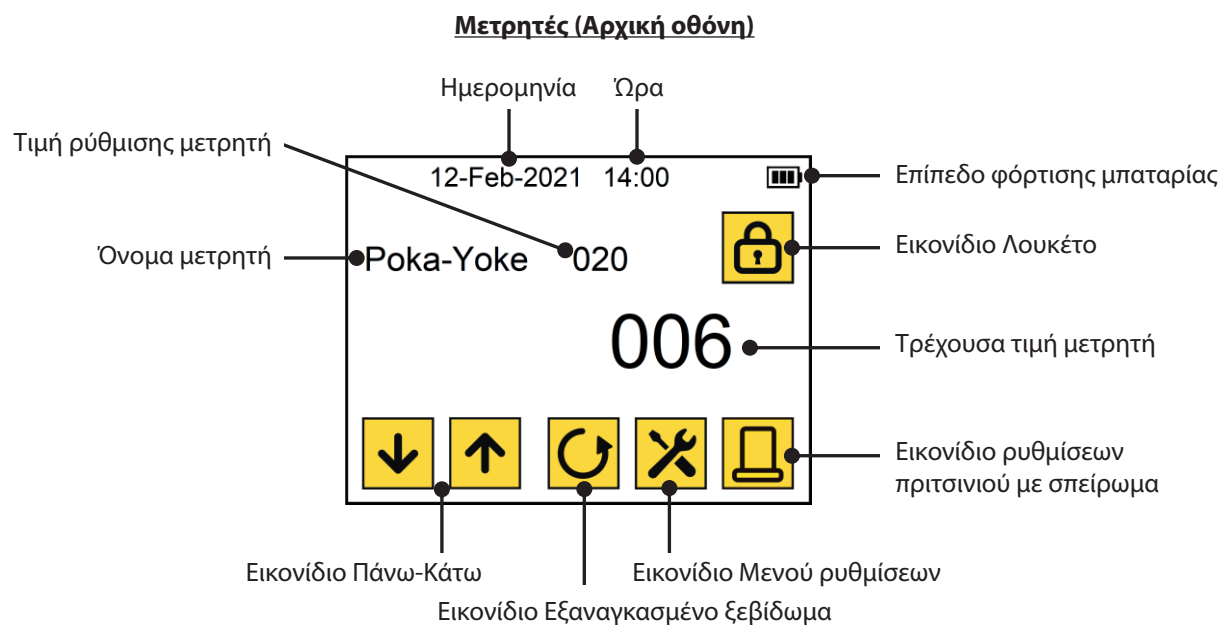 Μετρητές (Αρχική οθόνη)
Ημερομηνία
Ώρα
Τιμή ρύθμισης μετρητή
12-Feb-2021 14:00
Επίπεδο φόρτισης μπαταρίας
Όνομα μετρητή
Poka-Yoke 020
Εικονίδιο Λουκέτο
006
Τρέχουσα τιμή μετρητή
Εικονίδιο ρυθμίσεων
πριτσινιού με σπείρωμα
Εικονίδιο Πάνω-Κάτω
Εικονίδιο Μενού ρυθμίσεων
Εικονίδιο Εξαναγκασμένο ξεβίδωμα